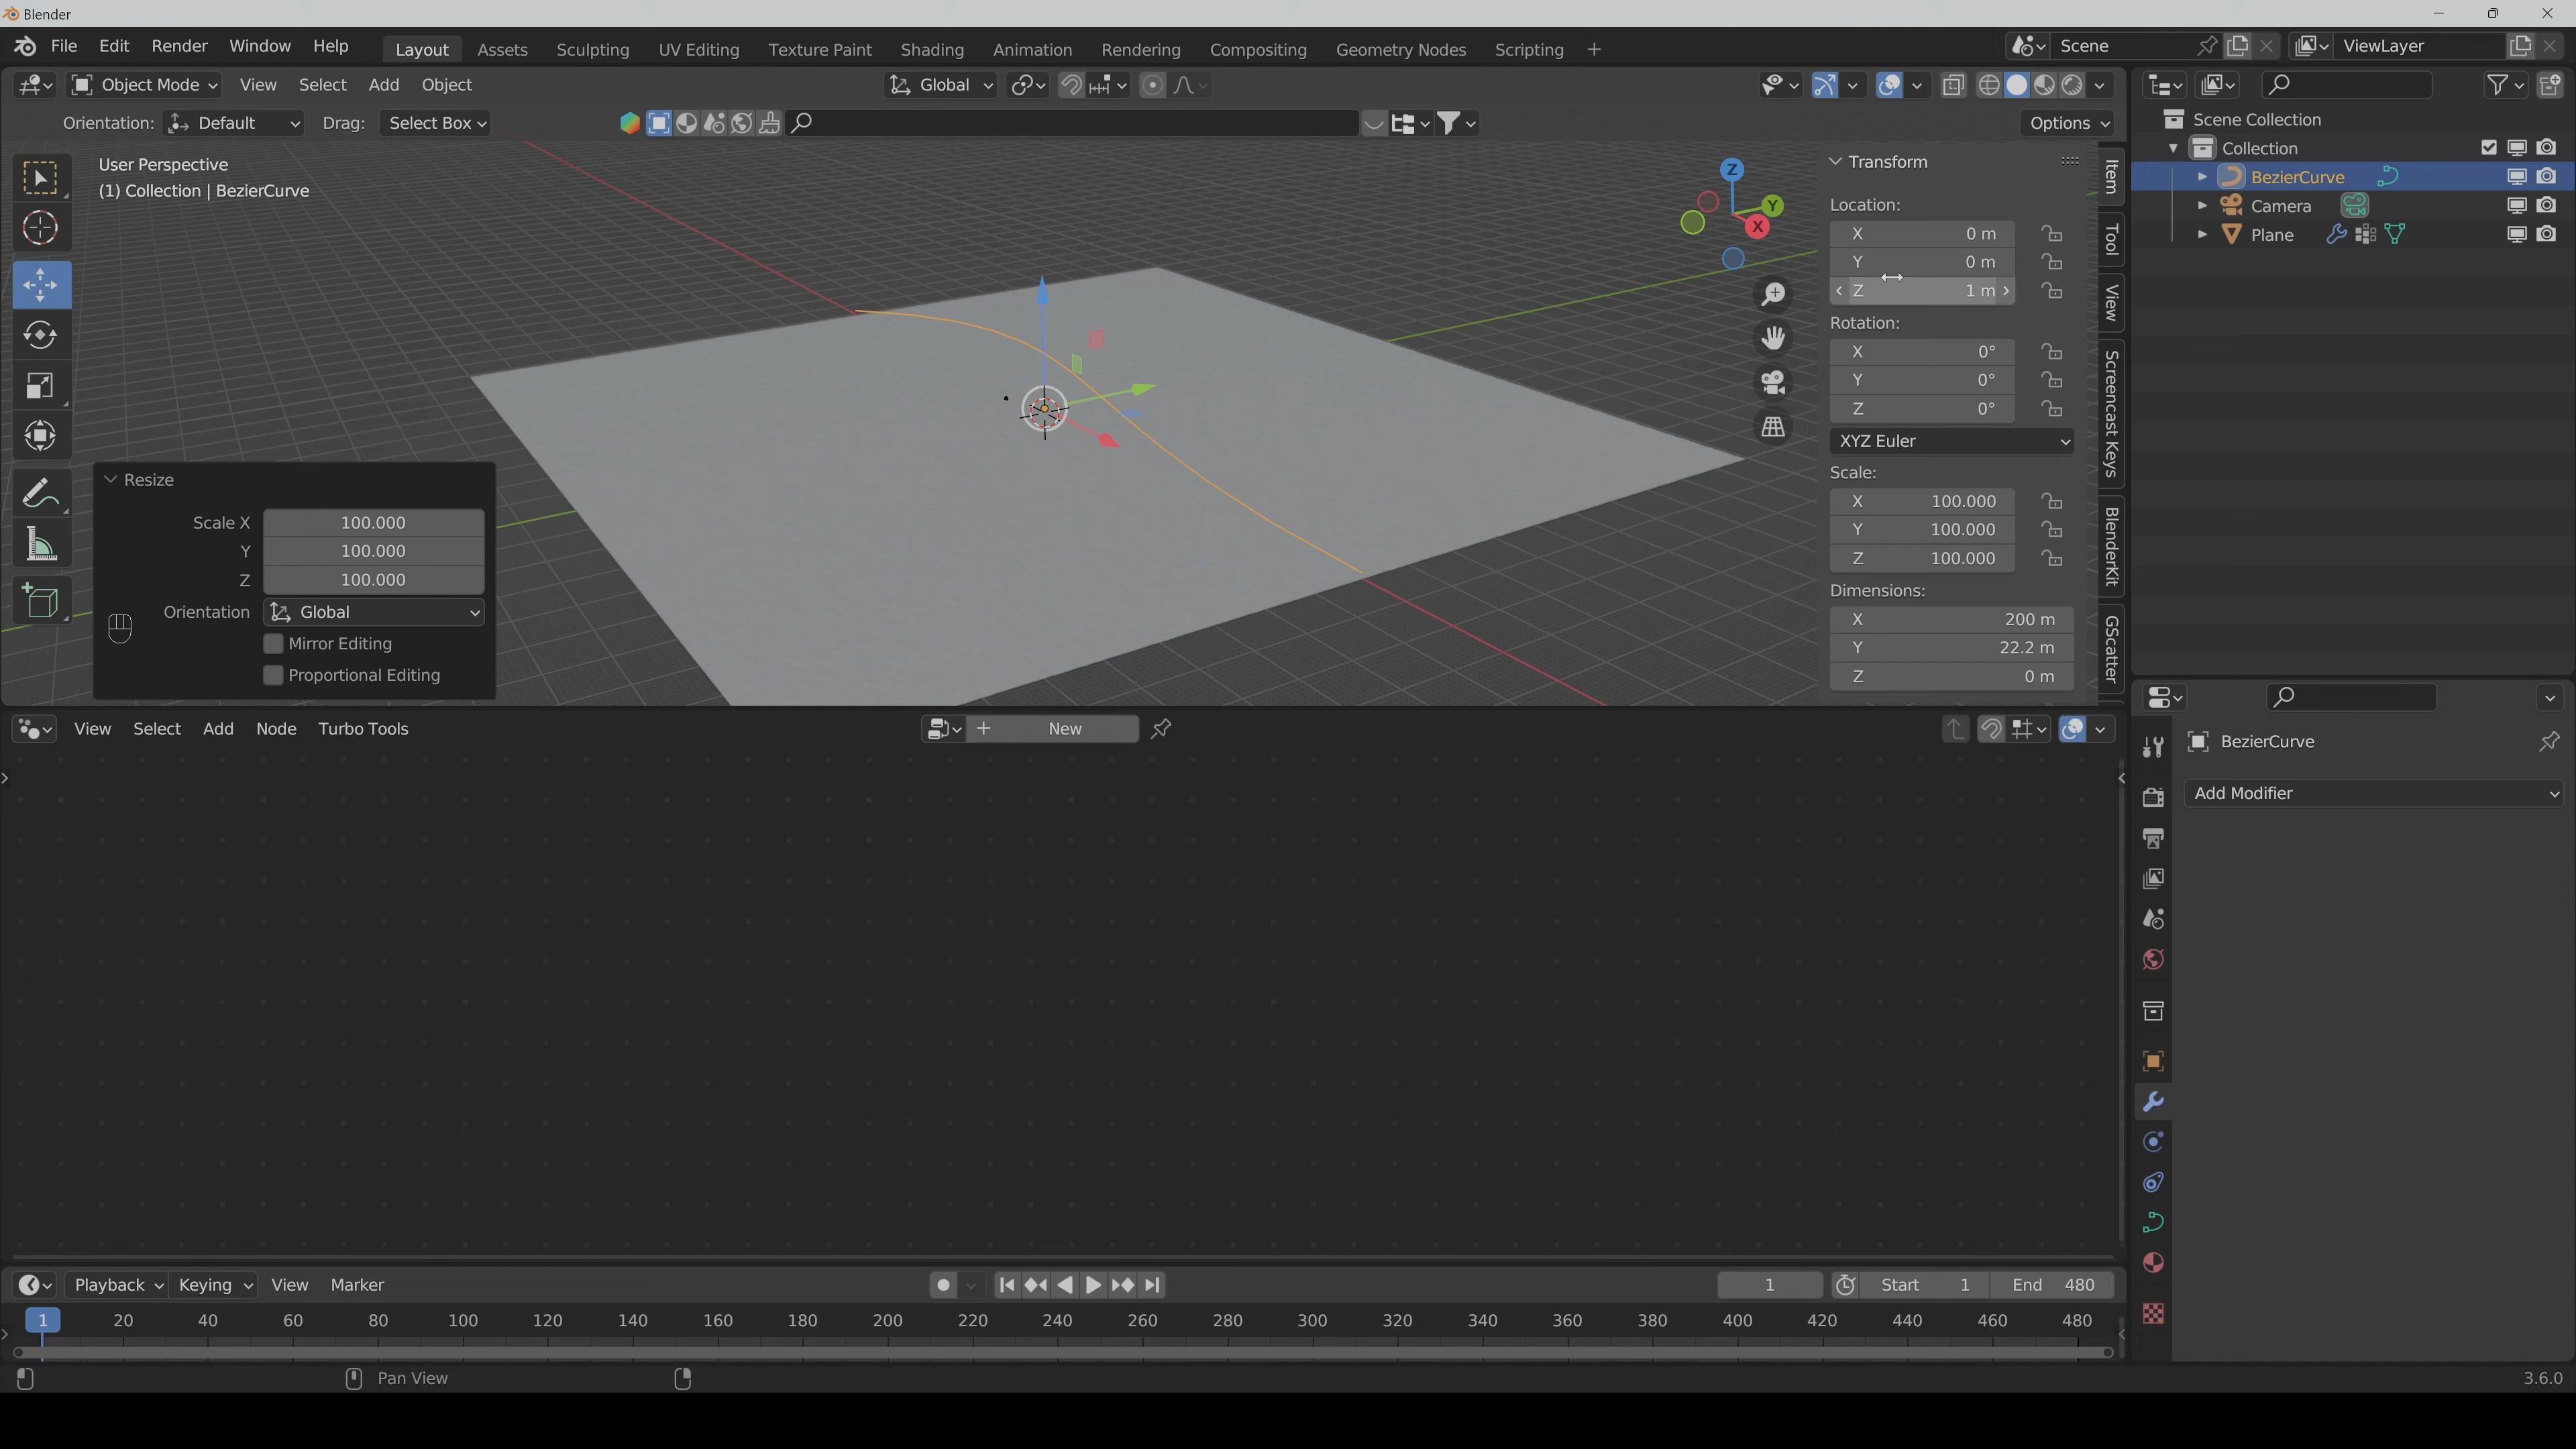 Blender
File Edit Render Window Help Layout Assets Sculpting UV Editing Texture Paint Shading Animation Rendering Compositing Geometry Nodes Scripting + Scene ViewLayer
Object Mode View Select Add Object Global
Orientation: Default Drag: Select Box Options
User Perspective
(1) Collection | BezierCurve
Z
Y
X
Resize
Scale X 100.000
Y 100.000
Z 100.000
Orientation Global
Mirror Editing
Proportional Editing
Transform
Location:
X 0 m
Y 0 m
Z 1 m
Rotation:
X 0°
Y 0°
Z 0°
XYZ Euler
Scale:
X 100.000
Y 100.000
Z 100.000
Dimensions:
X 200 m
Y 22.2 m
Z 0 m
Item
Tool
View
Screencast Keys
BlenderKit
GScatter
Scene Collection
Collection
BezierCurve
Camera
Plane
View Select Add Node Turbo Tools + New
BezierCurve
Add Modifier
Playback Keying View Marker 1 Start 1 End 480
1 20 40 60 80 100 120 140 160 180 200 220 240 260 280 300 320 340 360 380 400 420 440 460 480
Pan View 3.6.0